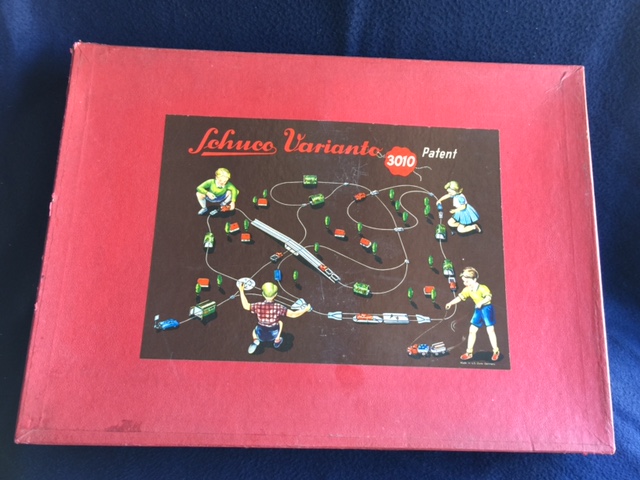 Schuco Varianto 3010 Patent